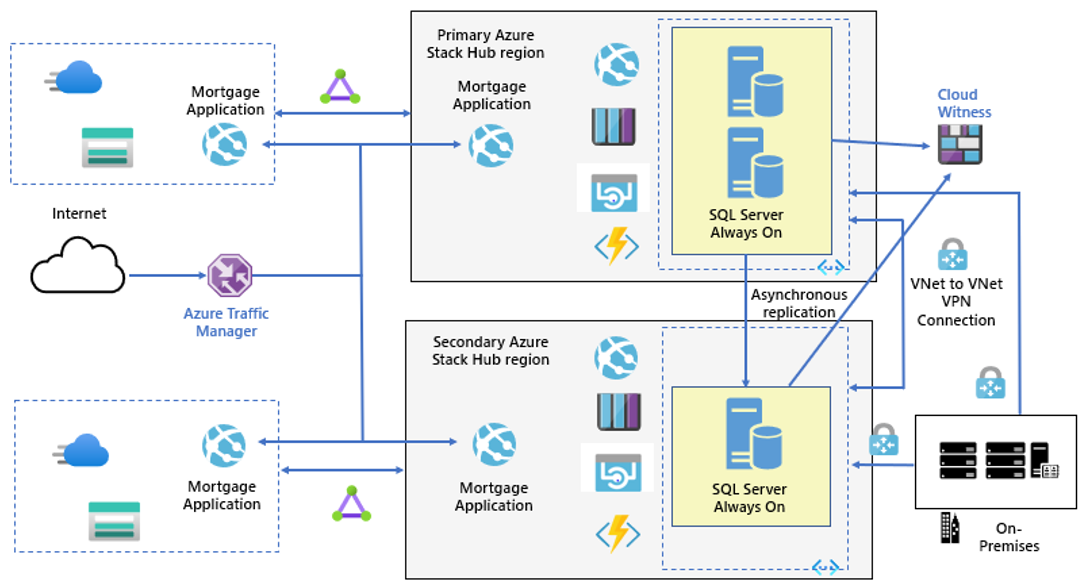 Primary Azure
Stack Hub region
Mortgage
Application
Mortgage
Application
SQL Server
Always On
Cloud
Witness
Internet
Azure Traffic
Manager
Asynchronous
replication
VNet to VNet
VPN
Connection
Secondary Azure
Stack Hub region
Mortgage
Application
Mortgage
Application
SQL Server
Always On
On-
Premises